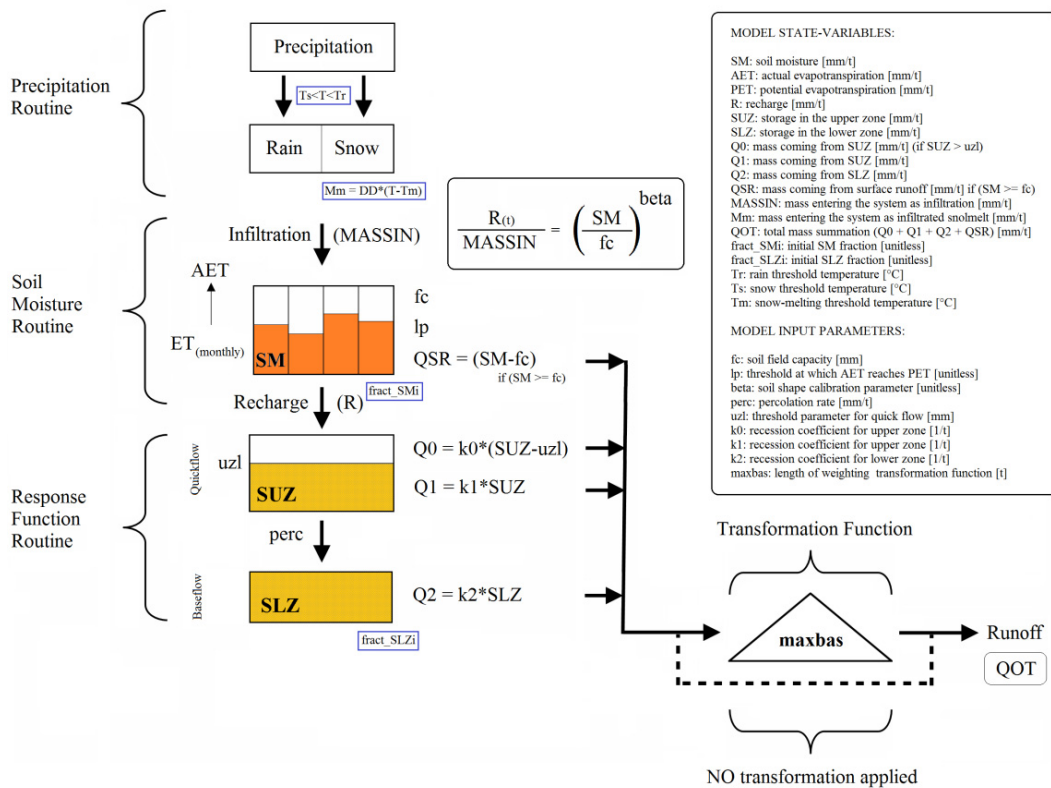 Precipitation
Routine
Precipitation
Ts<T<Tr
Rain
Snow
Mm = DD*(T-Tm)
Soil
Moisture
Routine
Infiltration
(MASSIN)
R(t)
MASSIN
=
(SM
fc)
beta
AET
ET(monthly)
SM
fc
lp
QSR = (SM-fc)
if (SM >= fc)
fract_SMi
Recharge
(R)
Response
Function
Routine
Quickflow
uzl
SUZ
Q0 = k0*(SUZ-uzl)
Q1 = k1*SUZ
perc
Baseflow
SLZ
Q2 = k2*SLZ
fract_SLZi
MODEL STATE-VARIABLES:
SM: soil moisture [mm/t]
AET: actual evapotranspiration [mm/t]
PET: potential evapotranspiration [mm/t]
R: recharge [mm/t]
SUZ: storage in the upper zone [mm/t]
SLZ: storage in the lower zone [mm/t]
Q0: mass coming from SUZ [mm/t] (if SUZ > uzl)
Q1: mass coming from SUZ [mm/t]
Q2: mass coming from SLZ [mm/t]
QSR: mass coming from surface runoff [mm/t] if (SM >= fc)
MASSIN: mass entering the system as infiltration [mm/t]
Mm: mass entering the system as infiltrated snolmelt [mm/t]
QOT: total mass summation (Q0 + Q1 + Q2 + QSR) [mm/t]
fract_SMi: initial SM fraction [unitless]
fract_SLZi: initial SLZ fraction [unitless]
Tr: rain threshold temperature [°C]
Ts: snow threshold temperature [°C]
Tm: snow-melting threshold temperature [°C]
MODEL INPUT PARAMETERS:
fc: soil field capacity [mm]
lp: threshold at which AET reaches PET [unitless]
beta: soil shape calibration parameter [unitless]
perc: percolation rate [mm/t]
uzl: threshold parameter for quick flow [mm]
k0: recession coefficient for upper zone [1/t]
k1: recession coefficient for upper zone [1/t]
k2: recession coefficient for lower zone [1/t]
maxbas: length of weighting transformation function [t]
Transformation Function
maxbas
Runoff
QOT
NO transformation applied